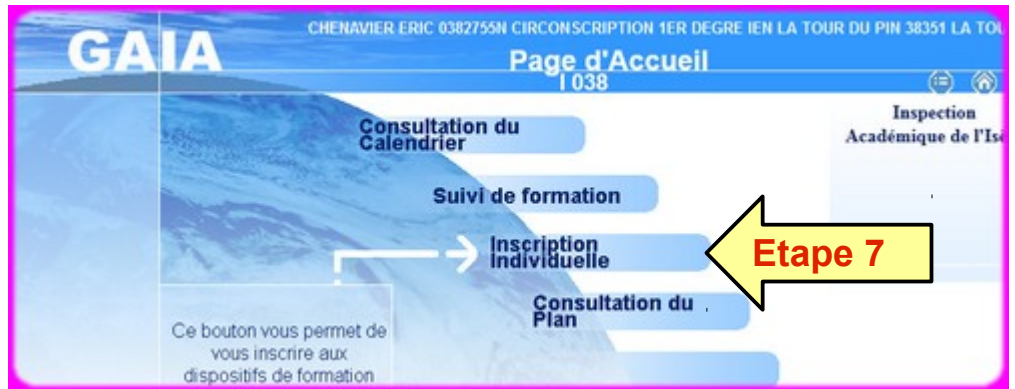 CHENAVIER ERIC 0382755N CIRCONSCRIPTION 1ER DEGRE IEN LA TOUR DU PIN 38351 LA
GAIA
Page d'Accueil
I 038
Inspection
Académique de
Consultation du
Calendrier
Suivi de formation
Inscription
Individuelle
Etape 7
Consultation du
Plan
Ce bouton vous permet de
vous inscrire aux
dispositifs de formation